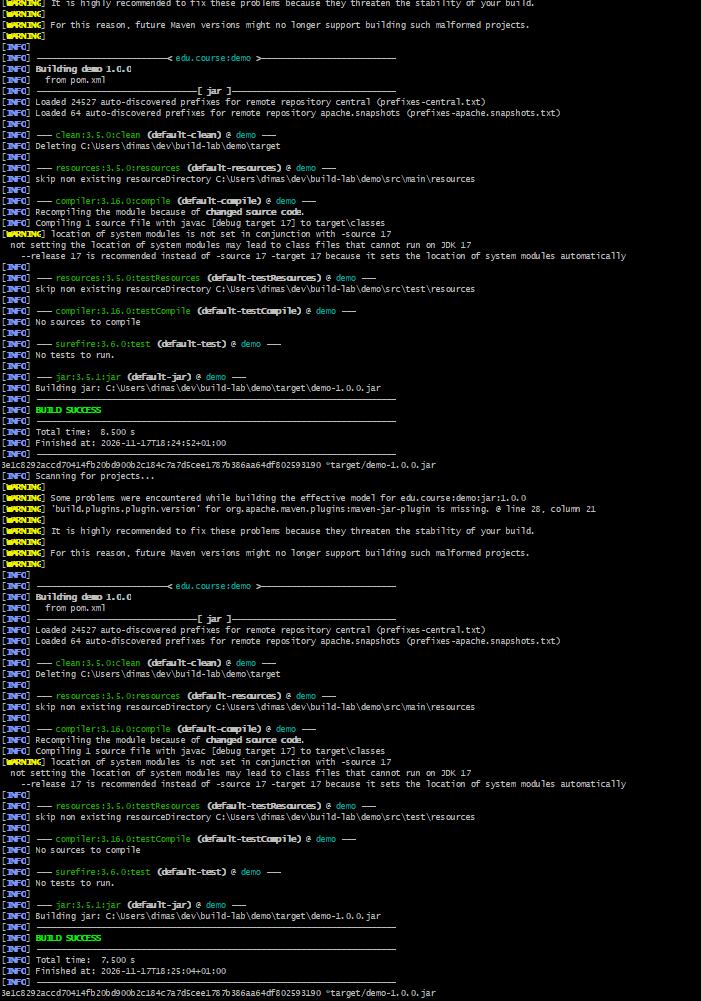 [WARNING] It is highly recommended to fix these problems because they threaten the stability of your build.
[WARNING]
[WARNING] For this reason, future Maven versions might no longer support building such malformed projects.
[WARNING]
[INFO]
[INFO] ------------------------< edu.course:demo >-------------------------
[INFO] Building demo 1.0.0
[INFO]   from pom.xml
[INFO] --------------------------------[ jar ]---------------------------------
[INFO] Loaded 24527 auto-discovered prefixes for remote repository central (prefixes-central.txt)
[INFO] Loaded 64 auto-discovered prefixes for remote repository apache.snapshots (prefixes-apache.snapshots.txt)
[INFO]
[INFO] --- clean:3.5.0:clean (default-clean) @ demo ---
[INFO] Deleting C:\Users\dimas\dev\build-lab\demo\target
[INFO]
[INFO] --- resources:3.5.0:resources (default-resources) @ demo ---
[INFO] skip non existing resourceDirectory C:\Users\dimas\dev\build-lab\demo\src\main\resources
[INFO]
[INFO] --- compiler:3.16.0:compile (default-compile) @ demo ---
[INFO] Recompiling the module because of changed source code.
[INFO] Compiling 1 source file with javac [debug target 17] to target\classes
[WARNING] location of system modules is not set in conjunction with -source 17
  not setting the location of system modules may lead to class files that cannot run on JDK 17
    --release 17 is recommended instead of -source 17 -target 17 because it sets the location of system modules automatically
[INFO]
[INFO] --- resources:3.5.0:testResources (default-testResources) @ demo ---
[INFO] skip non existing resourceDirectory C:\Users\dimas\dev\build-lab\demo\src\test\resources
[INFO]
[INFO] --- compiler:3.16.0:testCompile (default-testCompile) @ demo ---
[INFO] No sources to compile
[INFO]
[INFO] --- surefire:3.6.0:test (default-test) @ demo ---
[INFO] No tests to run.
[INFO]
[INFO] --- jar:3.5.1:jar (default-jar) @ demo ---
[INFO] Building jar: C:\Users\dimas\dev\build-lab\demo\target\demo-1.0.0.jar
[INFO] ------------------------------------------------------------------------
[INFO] BUILD SUCCESS
[INFO] ------------------------------------------------------------------------
[INFO] Total time:  8.500 s
[INFO] Finished at: 2026-11-17T18:24:52+01:00
[INFO] ------------------------------------------------------------------------
3e1c8292accd70414fb20bd900b2c184c7a7d5cee1787b386aa64df802593190 *target/demo-1.0.0.jar
[INFO] Scanning for projects...
[WARNING]
[WARNING] Some problems were encountered while building the effective model for edu.course:demo:jar:1.0.0
[WARNING] 'build.plugins.plugin.version' for org.apache.maven.plugins:maven-jar-plugin is missing. @ line 28, column 21
[WARNING]
[WARNING] It is highly recommended to fix these problems because they threaten the stability of your build.
[WARNING]
[WARNING] For this reason, future Maven versions might no longer support building such malformed projects.
[WARNING]
[INFO]
[INFO] ------------------------< edu.course:demo >-------------------------
[INFO] Building demo 1.0.0
[INFO]   from pom.xml
[INFO] --------------------------------[ jar ]---------------------------------
[INFO] Loaded 24527 auto-discovered prefixes for remote repository central (prefixes-central.txt)
[INFO] Loaded 64 auto-discovered prefixes for remote repository apache.snapshots (prefixes-apache.snapshots.txt)
[INFO]
[INFO] --- clean:3.5.0:clean (default-clean) @ demo ---
[INFO] Deleting C:\Users\dimas\dev\build-lab\demo\target
[INFO]
[INFO] --- resources:3.5.0:resources (default-resources) @ demo ---
[INFO] skip non existing resourceDirectory C:\Users\dimas\dev\build-lab\demo\src\main\resources
[INFO]
[INFO] --- compiler:3.16.0:compile (default-compile) @ demo ---
[INFO] Recompiling the module because of changed source code.
[INFO] Compiling 1 source file with javac [debug target 17] to target\classes
[WARNING] location of system modules is not set in conjunction with -source 17
  not setting the location of system modules may lead to class files that cannot run on JDK 17
    --release 17 is recommended instead of -source 17 -target 17 because it sets the location of system modules automatically
[INFO]
[INFO] --- resources:3.5.0:testResources (default-testResources) @ demo ---
[INFO] skip non existing resourceDirectory C:\Users\dimas\dev\build-lab\demo\src\test\resources
[INFO]
[INFO] --- compiler:3.16.0:testCompile (default-testCompile) @ demo ---
[INFO] No sources to compile
[INFO]
[INFO] --- surefire:3.6.0:test (default-test) @ demo ---
[INFO] No tests to run.
[INFO]
[INFO] --- jar:3.5.1:jar (default-jar) @ demo ---
[INFO] Building jar: C:\Users\dimas\dev\build-lab\demo\target\demo-1.0.0.jar
[INFO] ------------------------------------------------------------------------
[INFO] BUILD SUCCESS
[INFO] ------------------------------------------------------------------------
[INFO] Total time:  7.500 s
[INFO] Finished at: 2026-11-17T18:25:04+01:00
[INFO] ------------------------------------------------------------------------
3e1c8292accd70414fb20bd900b2c184c7a7d5cee1787b386aa64df802593190 *target/demo-1.0.0.jar